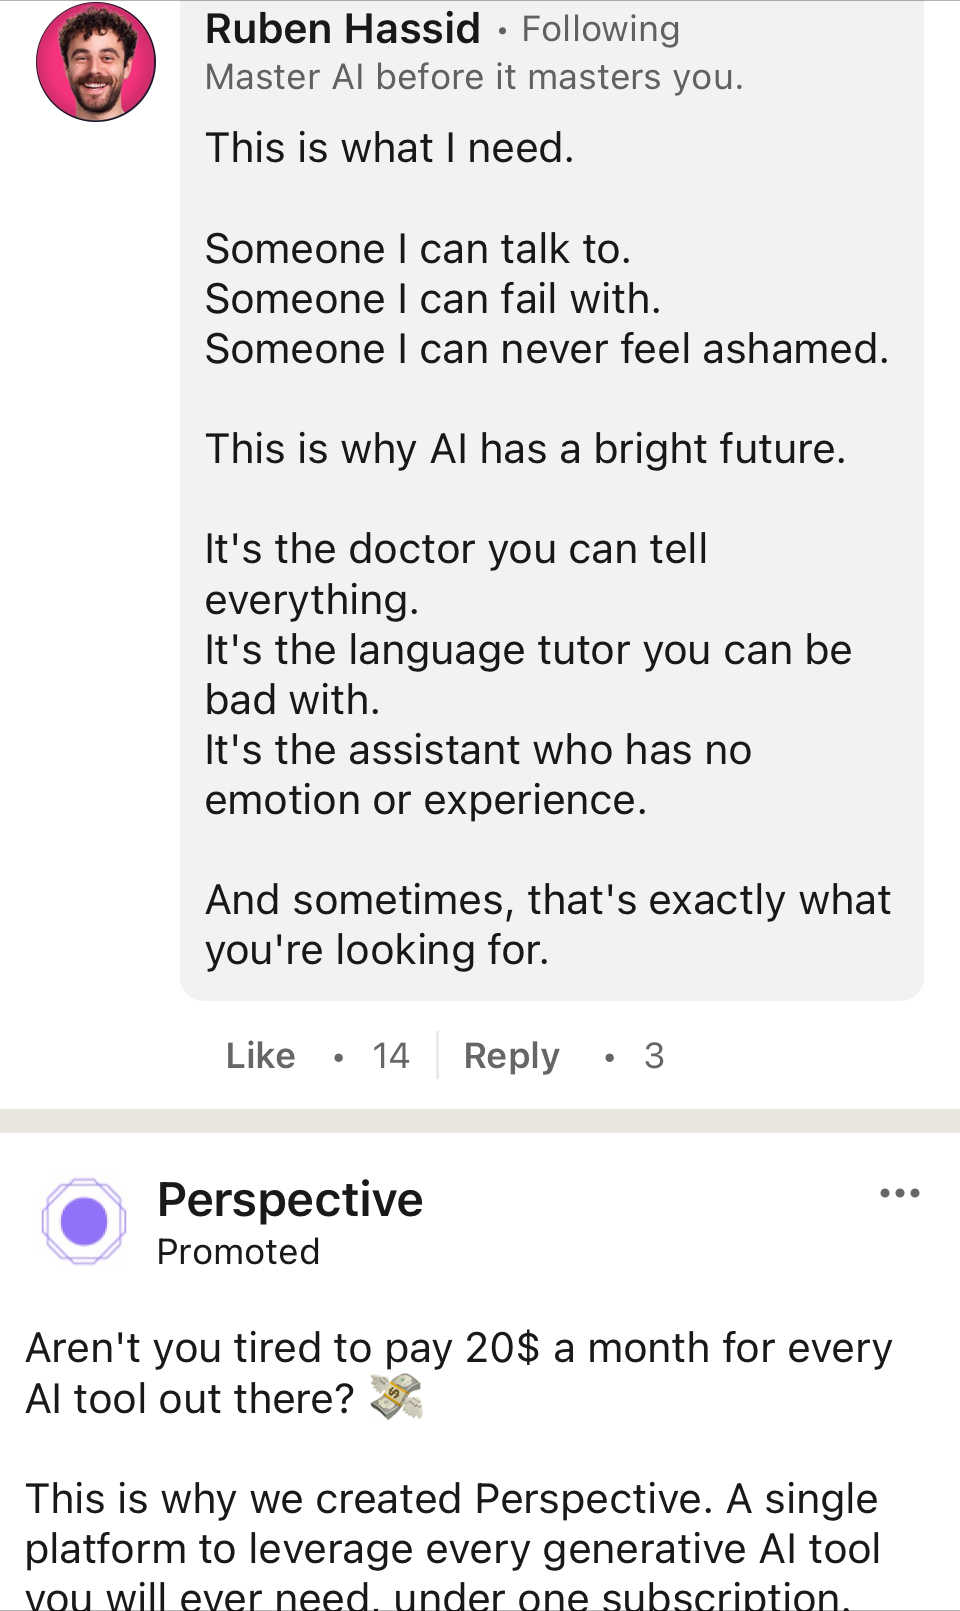 Ruben Hassid • Following
Master AI before it masters you.
This is what I need.
Someone I can talk to.
Someone I can fail with.
Someone I can never feel ashamed.
This is why AI has a bright future.
It's the doctor you can tell
everything.
It's the language tutor you can be
bad with.
It's the assistant who has no
emotion or experience.
And sometimes, that's exactly what
you're looking for.
Like • 14 Reply • 3
Perspective
Promoted
Aren't you tired to pay 20$ a month for every
AI tool out there? 💸
This is why we created Perspective. A single
platform to leverage every generative AI tool
you will ever need, under one subscription.